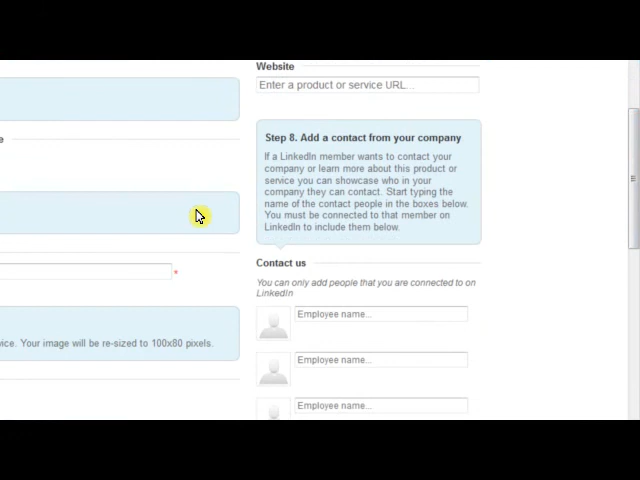 Website
Enter a product or service URL...
e
Step 8. Add a contact from your company
If a LinkedIn member wants to contact your
company or learn more about this product or
service you can showcase who in your
company they can contact. Start typing the
name of the contact people in the boxes below.
You must be connected to that member on
LinkedIn to include them below.
Contact us
*
You can only add people that you are connected to on
LinkedIn
Employee name...
vice. Your image will be re-sized to 100x80 pixels.
Employee name...
Employee name...